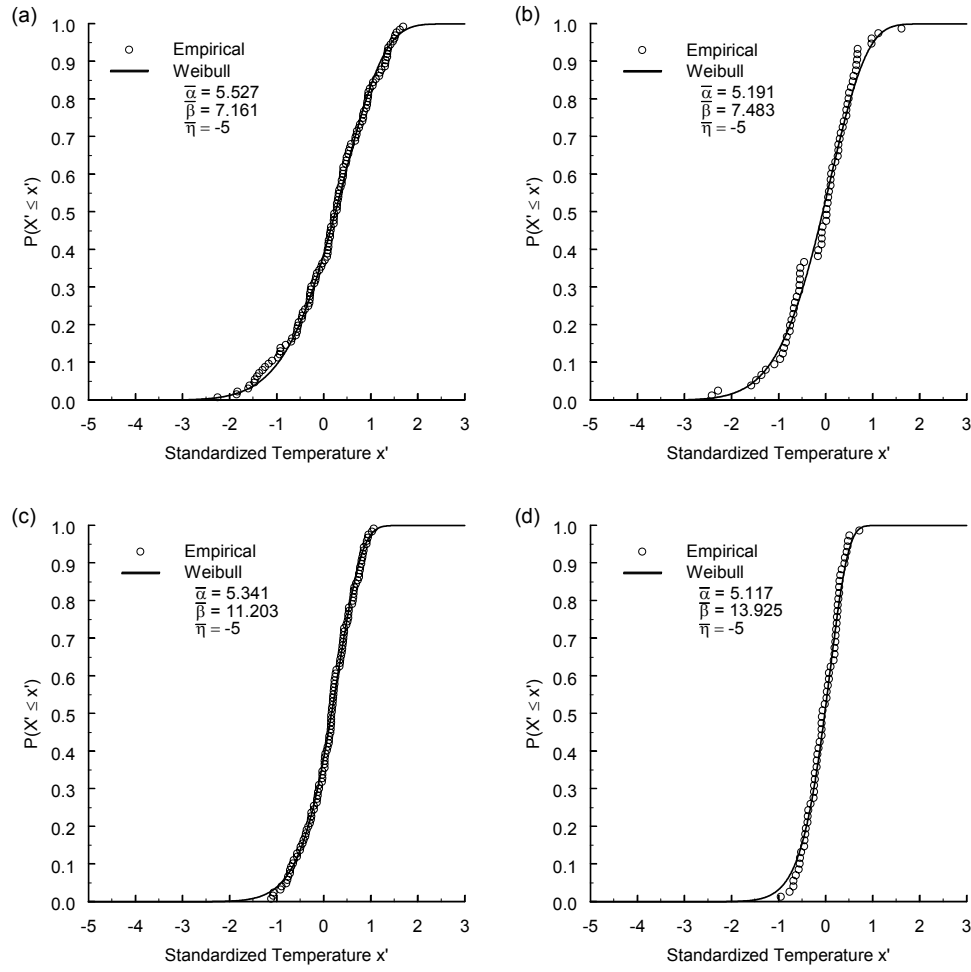 (a)
1.0
0.9
0.8
0.7
0.6
0.5
0.4
0.3
0.2
0.1
0.0
P(X' ≤ x')
Empirical
Weibull
α̅ = 5.527
β̅ = 7.161
η̅ = -5
-5 -4 -3 -2 -1 0 1 2 3
Standardized Temperature x'
(b)
1.0
0.9
0.8
0.7
0.6
0.5
0.4
0.3
0.2
0.1
0.0
P(X' ≤ x')
Empirical
Weibull
α̅ = 5.191
β̅ = 7.483
η̅ = -5
-5 -4 -3 -2 -1 0 1 2 3
Standardized Temperature x'
(c)
1.0
0.9
0.8
0.7
0.6
0.5
0.4
0.3
0.2
0.1
0.0
P(X' ≤ x')
Empirical
Weibull
α̅ = 5.341
β̅ = 11.203
η̅ = -5
-5 -4 -3 -2 -1 0 1 2 3
Standardized Temperature x'
(d)
1.0
0.9
0.8
0.7
0.6
0.5
0.4
0.3
0.2
0.1
0.0
P(X' ≤ x')
Empirical
Weibull
α̅ = 5.117
β̅ = 13.925
η̅ = -5
-5 -4 -3 -2 -1 0 1 2 3
Standardized Temperature x'